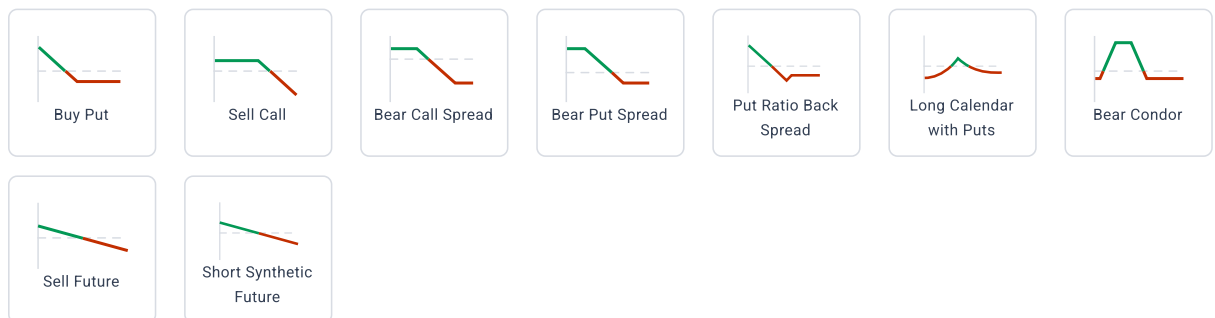 Buy Put
Sell Call
Bear Call Spread
Bear Put Spread
Put Ratio Back
Spread
Long Calendar
with Puts
Bear Condor
Sell Future
Short Synthetic
Future